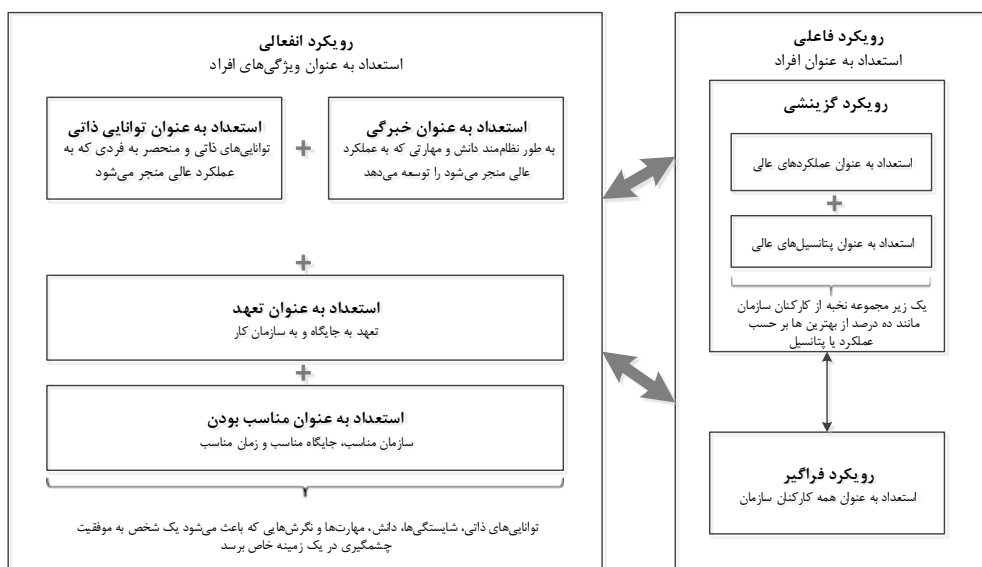 رویکرد فاعلی
استعداد به عنوان افراد
رویکرد گزینشی
استعداد به عنوان عملکردهای عالی
+
استعداد به عنوان پتانسیل‌های عالی
یک زیر مجموعه نخبه از کارکنان سازمان
مانند ده درصد از بهترین ها بر حسب
عملکرد یا پتانسیل
رویکرد فراگیر
استعداد به عنوان همه کارکنان سازمان
رویکرد انفعالی
استعداد به عنوان ویژگی‌های افراد
استعداد به عنوان خبرگی
به طور نظام‌مند دانش و مهارتی که به عملکرد
عالی منجر می‌شود را توسعه می‌دهد
+
استعداد به عنوان توانایی ذاتی
توانایی‌های ذاتی و منحصر به فردی که به
عملکرد عالی منجر می‌شود
+
استعداد به عنوان تعهد
تعهد به جایگاه و به سازمان کار
+
استعداد به عنوان مناسب بودن
سازمان مناسب، جایگاه مناسب و زمان مناسب
توانایی‌های ذاتی، شایستگی‌ها، دانش، مهارت‌ها و نگرش‌هایی که باعث می‌شود یک شخص به موفقیت
چشمگیری در یک زمینه خاص برسد